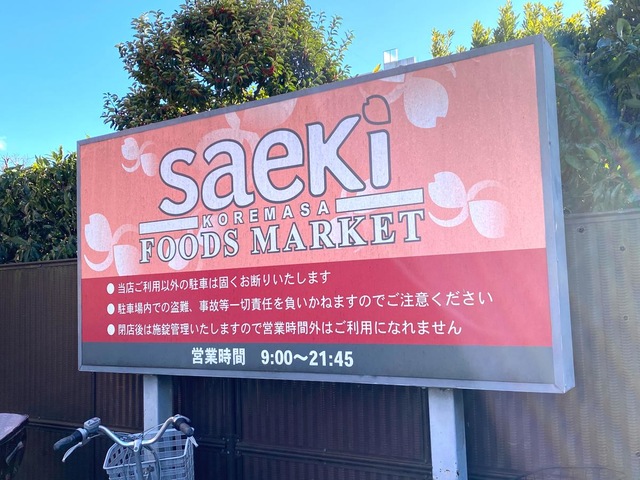 saeki
KOREMASA
FOODS MARKET
● 当店ご利用以外の駐車は固くお断りいたします
● 駐車場内での盗難、事故等一切責任を負いかねますのでご注意ください
● 閉店後は施錠管理いたしますので営業時間外はご利用になれません
営業時間 9:00〜21:45